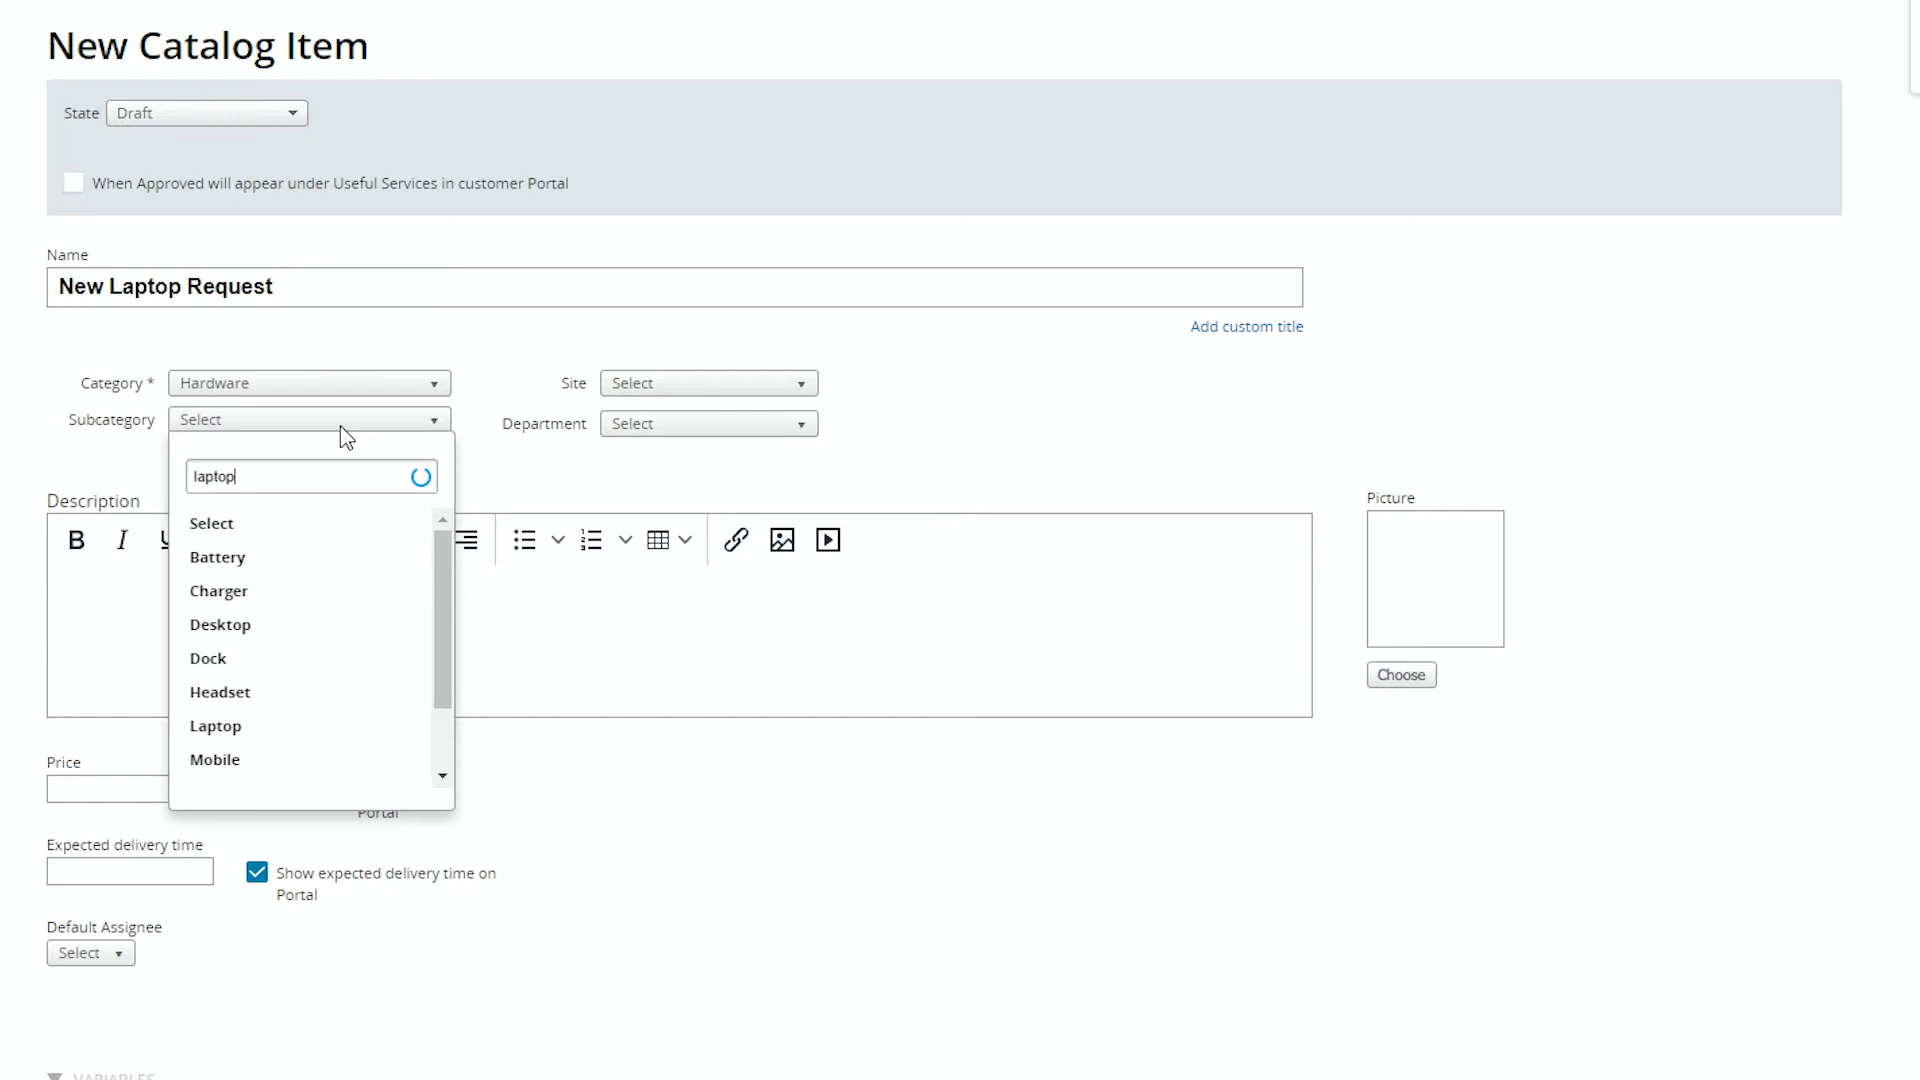 New Catalog Item
State Draft
When Approved will appear under Useful Services in customer Portal
Name
New Laptop Request
Add custom title
Category * Hardware Site Select
Subcategory Select Department Select
laptop
Select
Battery
Charger
Desktop
Dock
Headset
Laptop
Mobile
Description
B I U
Picture
Choose
Price
Portal
Expected delivery time
Show expected delivery time on
Portal
Default Assignee
Select
VARIABLES